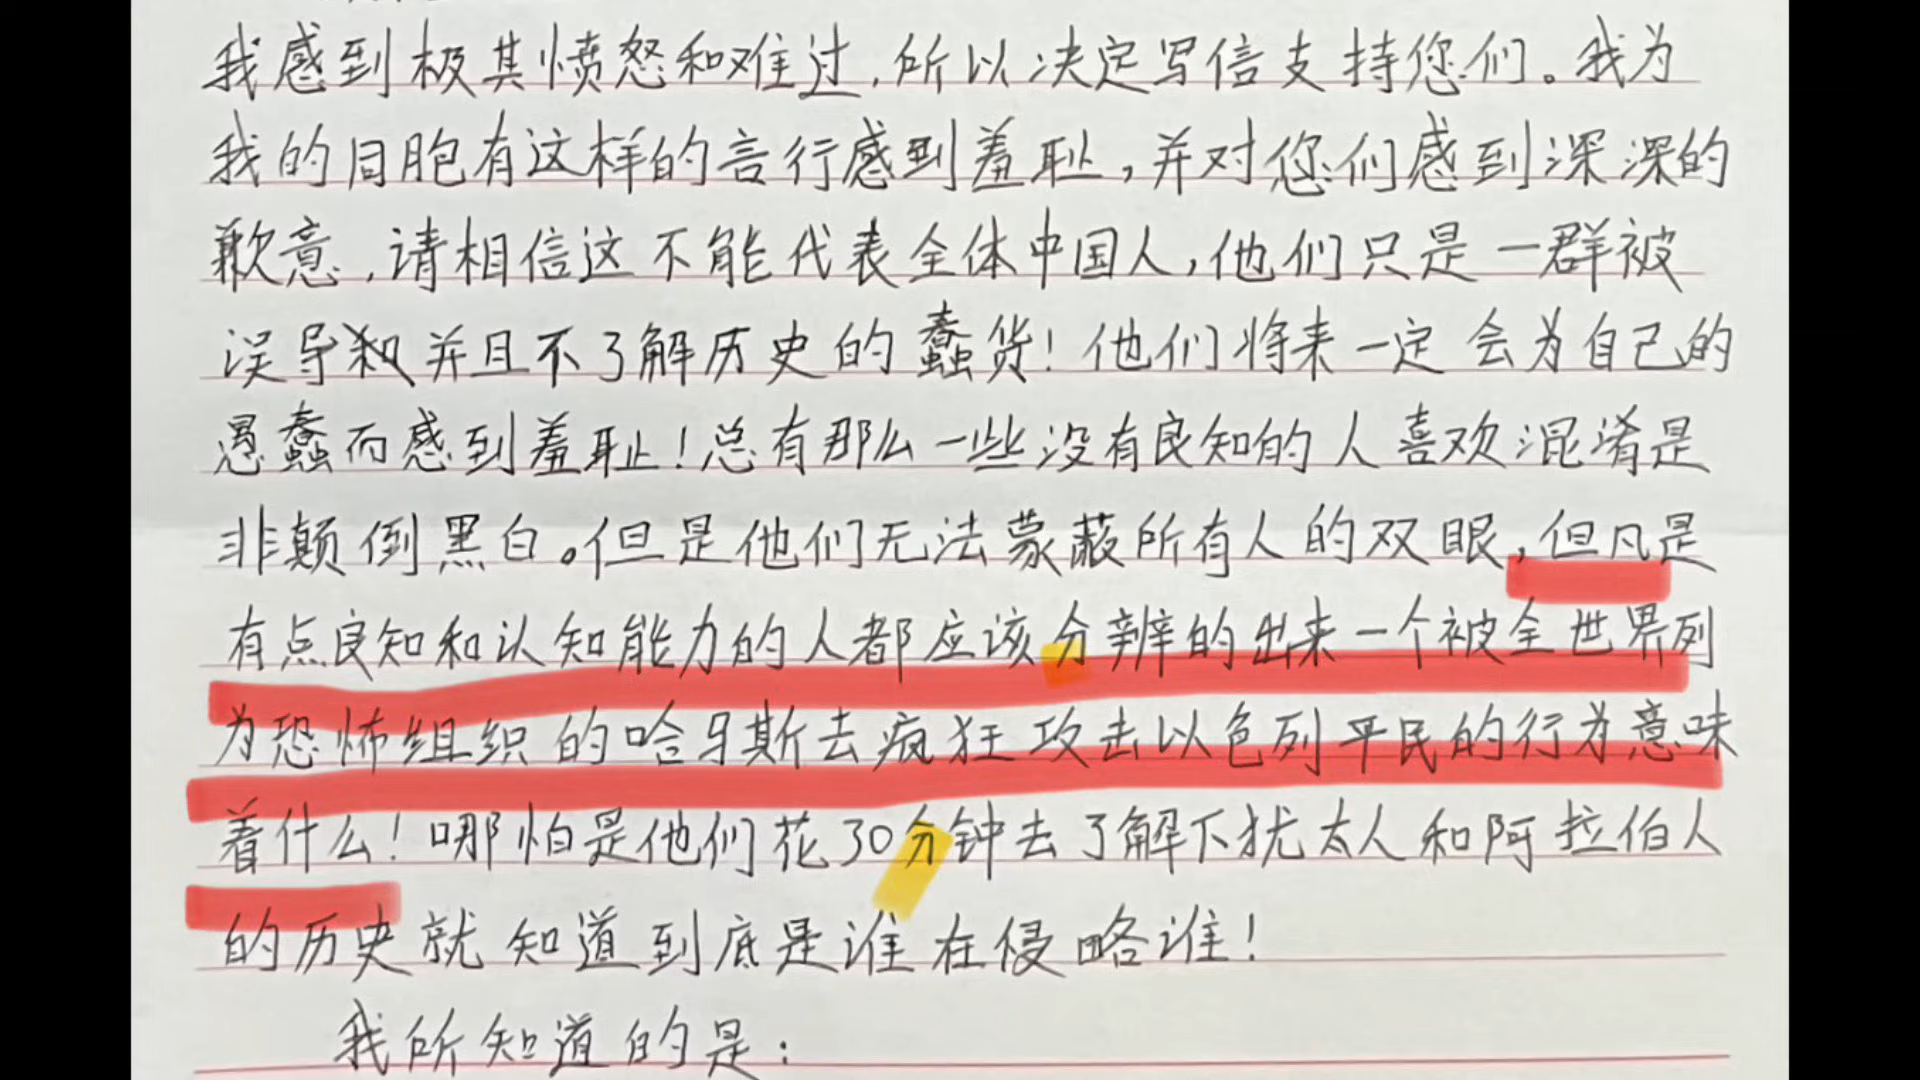 我感到极其愤怒和难过,所以决定写信支持您们。我为
我的同胞有这样的言行感到羞耻,并对您们感到深深的
歉意,请相信这不能代表全体中国人,他们只是一群被
误导 并且不了解历史的蠢货!他们将来一定会为自己的
愚蠢而感到羞耻!总有那么一些没有良知的人喜欢混淆是
非颠倒黑白。但是他们无法蒙蔽所有人的双眼,但凡是
有点良知和认知能力的人都应该分辨的出来一个被全世界列
为恐怖组织的哈马斯去疯狂攻击以色列平民的行为意味
着什么!哪怕是他们花30分钟去了解下犹太人和阿拉伯人
的历史就知道到底是谁在侵略谁!
我所知道的是: